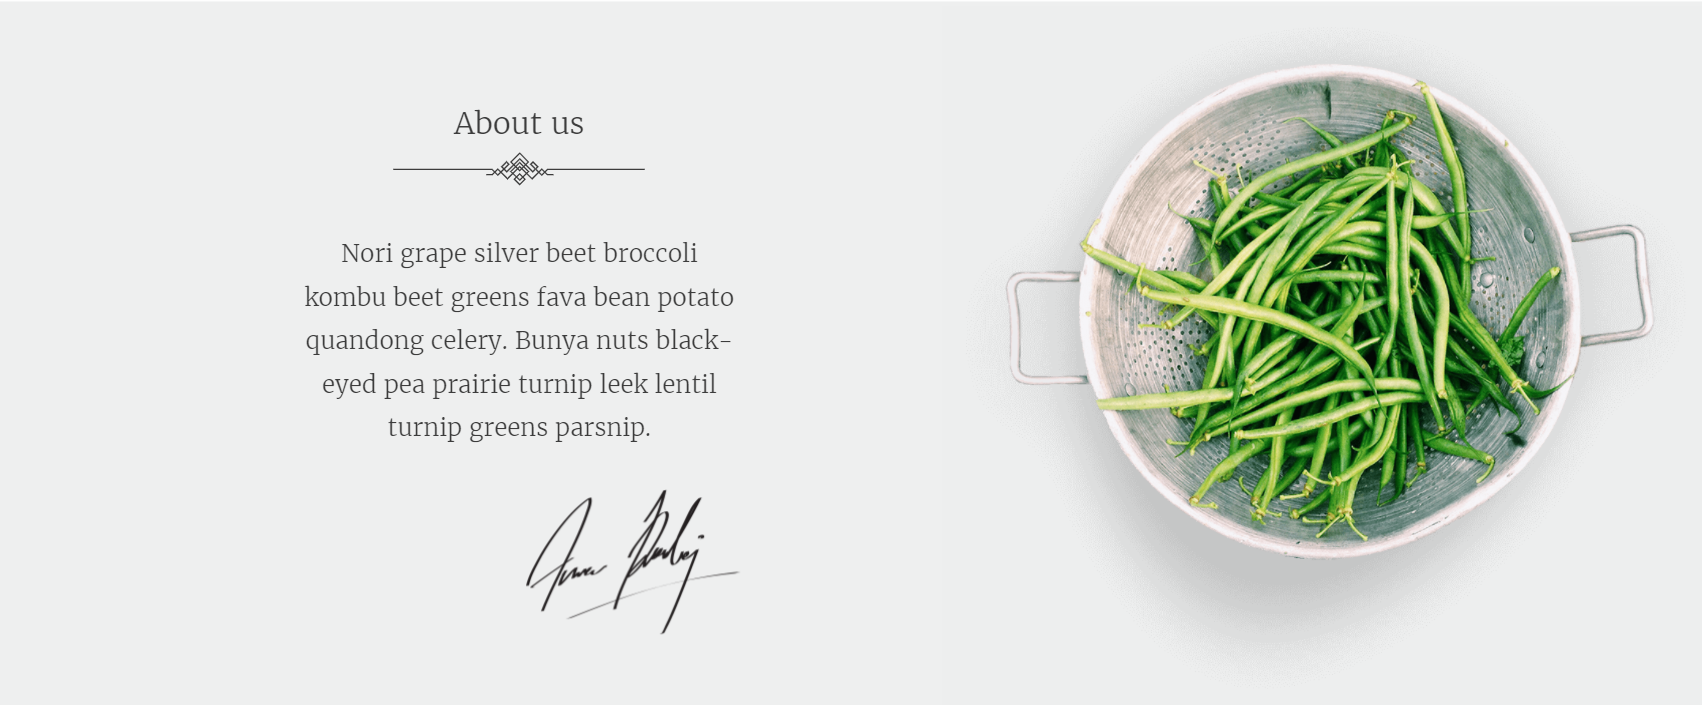 About us
Nori grape silver beet broccoli
kombu beet greens fava bean potato
quandong celery. Bunya nuts black-
eyed pea prairie turnip leek lentil
turnip greens parsnip.